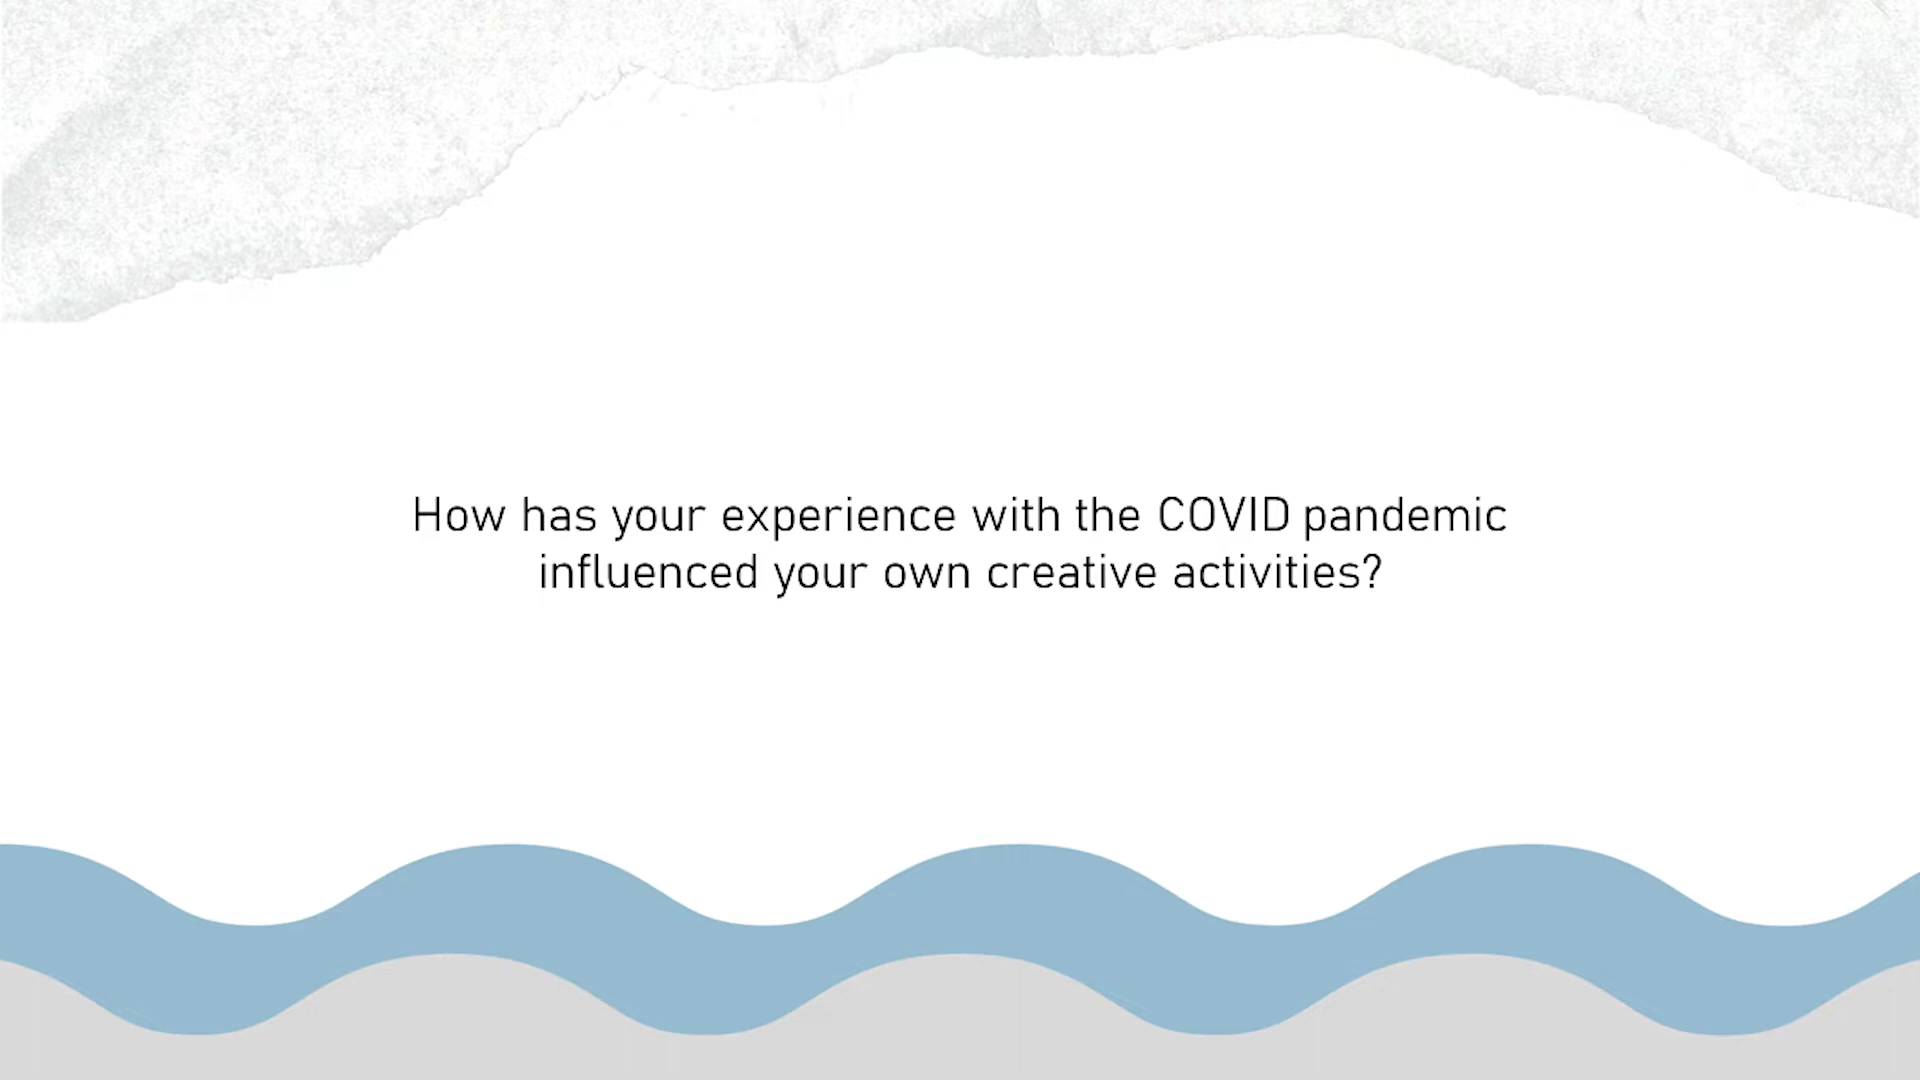 How has your experience with the COVID pandemic
influenced your own creative activities?